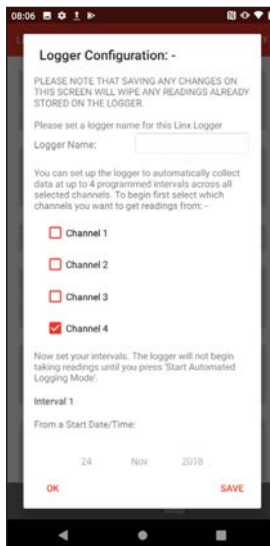 08:06
Logger Configuration: -
PLEASE NOTE THAT SAVING ANY CHANGES ON
THIS SCREEN WILL WIPE ANY READINGS ALREADY
STORED ON THE LOGGER
Please set a logger name for this Linx Logger
Logger Name:
You can set up the logger to automatically collect
data at up to 4 programmed intervals across all
selected channels. To begin first select which
channels you want to get readings from: -
Channel 1
Channel 2
Channel 3
Channel 4
Now set your intervals. The logger will not begin
taking readings until you press 'Start Automated
Logging Mode'.
Interval 1
From a Start Date/Time:
24 Nov 2018
OK SAVE